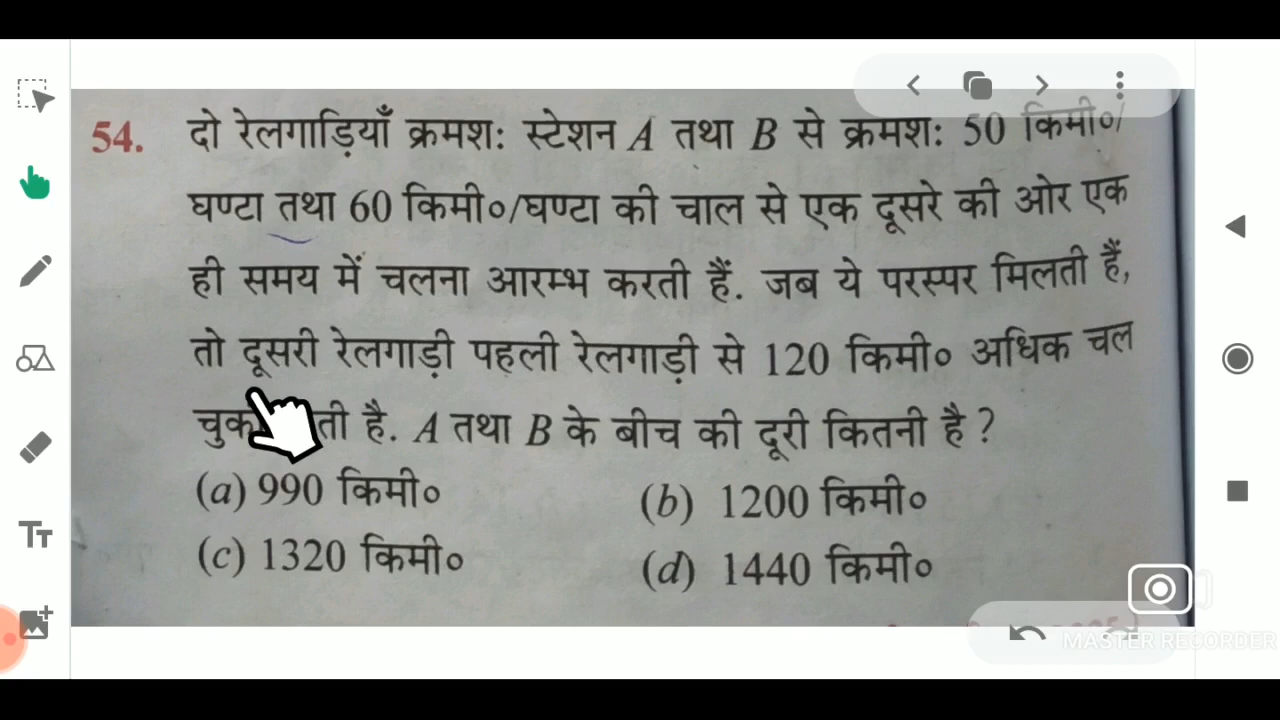 54. दो रेलगाड़ियाँ क्रमशः स्टेशन A तथा B से क्रमशः 50 किमी०/
घण्टा तथा 60 किमी०/घण्टा की चाल से एक दूसरे की ओर एक
ही समय में चलना आरम्भ करती हैं. जब ये परस्पर मिलती हैं,
तो दूसरी रेलगाड़ी पहली रेलगाड़ी से 120 किमी० अधिक चल
है. A तथा B के बीच की दूरी कितनी है ?
(a) 990 किमी० (b) 1200 किमी०
(c) 1320 किमी० (d) 1440 किमी०
Tт
MASTER RECORDER